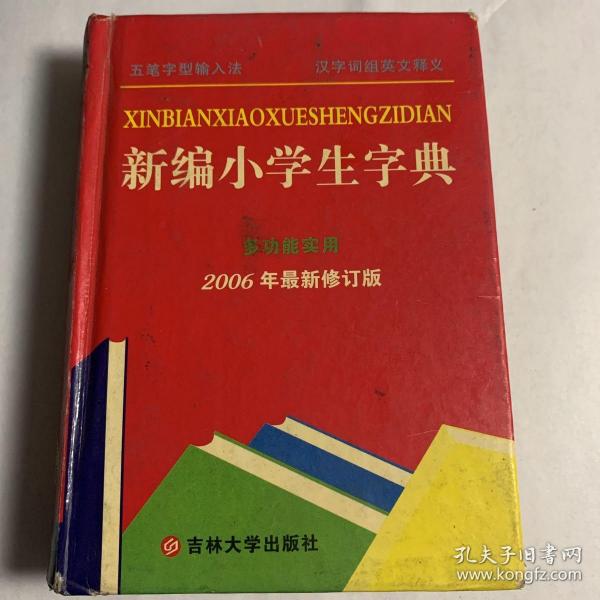 五笔字型输入法 汉字词组英文释义
XINBIANXIAOXUESHENGZIDIAN
新编小学生字典
多功能实用
2006年最新修订版
吉林大学出版社
孔夫子旧书网
www.kongfz.com